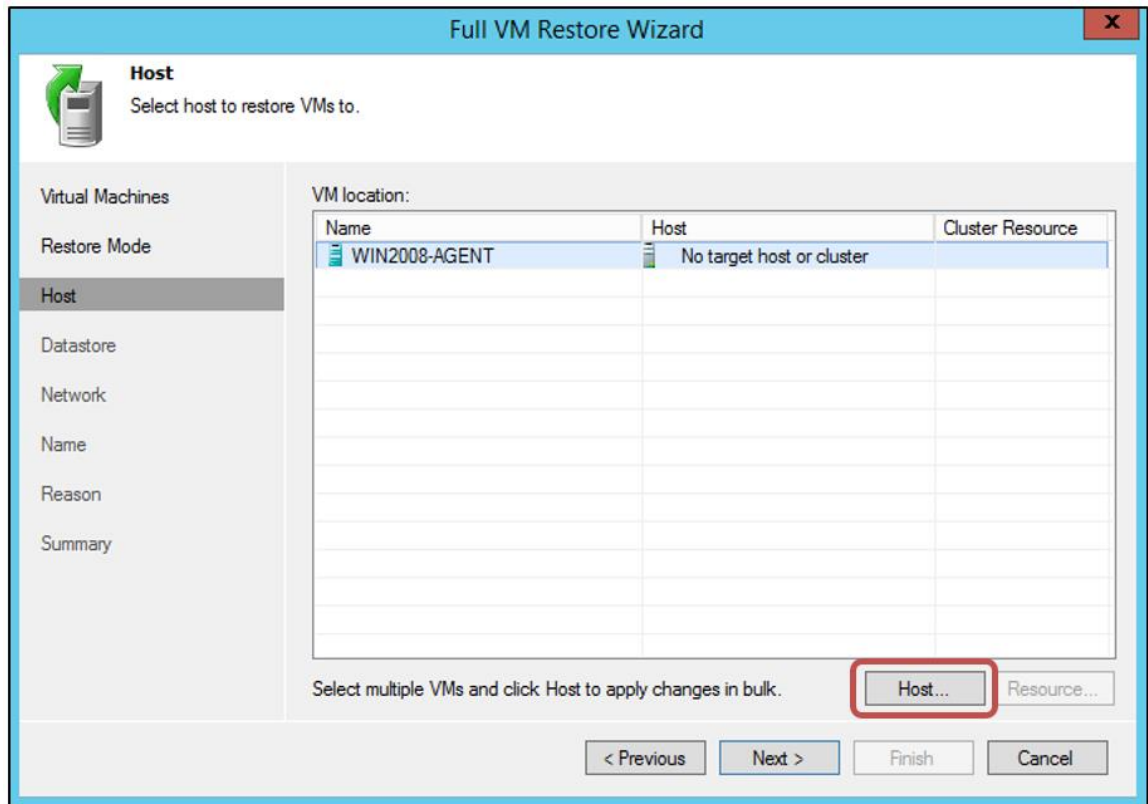 Full VM Restore Wizard
x
Host
Select host to restore VMs to.
Virtual Machines
Restore Mode
Host
Datastore
Network
Name
Reason
Summary
VM location:
Name Host Cluster Resource
WIN2008-AGENT No target host or cluster
Select multiple VMs and click Host to apply changes in bulk. Host... Resource...
< Previous Next > Finish Cancel